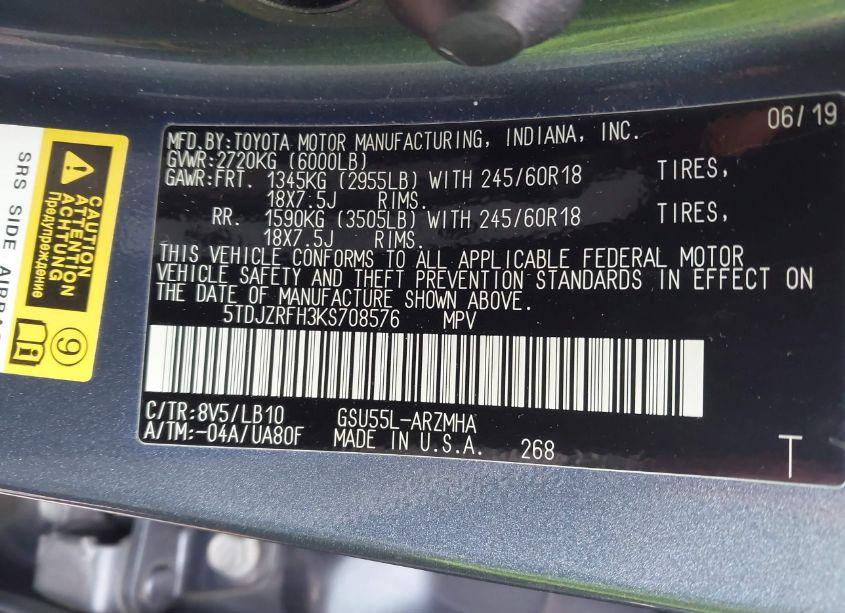 06/19
MFD.BY:TOYOTA MOTOR MANUFACTURING, INDIANA, INC.
GVWR:2720KG (6000LB)
GAWR:FRT. 1345KG (2955LB) WITH 245/60R18 TIRES,
18X7.5J RIMS.
RR. 1590KG (3505LB) WITH 245/60R18 TIRES,
18X7.5J RIMS.
THIS VEHICLE CONFORMS TO ALL APPLICABLE FEDERAL MOTOR
VEHICLE SAFETY AND THEFT PREVENTION STANDARDS IN EFFECT ON
THE DATE OF MANUFACTURE SHOWN ABOVE.
5TDJZRFH3KS708576 MPV
C/TR:8V5/LB10 GSU55L-ARZMHA
A/TM:-04A/UA80F MADE IN U.S.A. 268
T
CAUTION
ATTENTION
ACHTUNG
Предупреждение
9
SRS SIDE AIRBAG